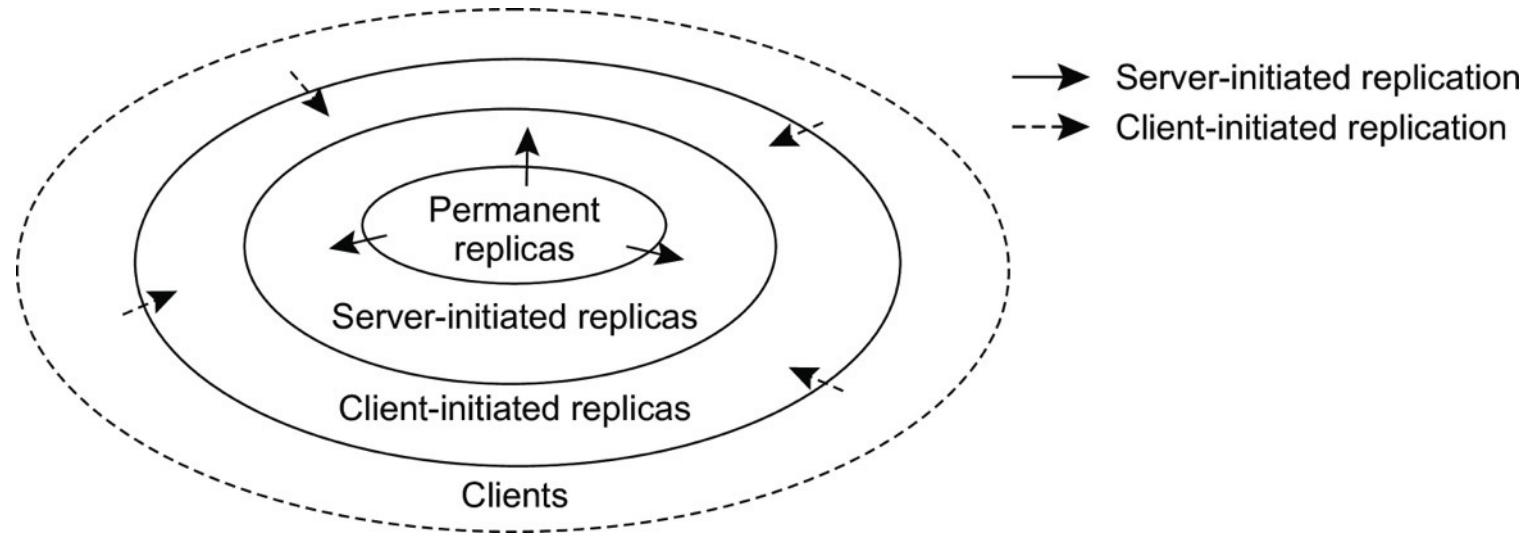 Server-initiated replication
Client-initiated replication
Permanent
replicas
Server-initiated replicas
Client-initiated replicas
Clients